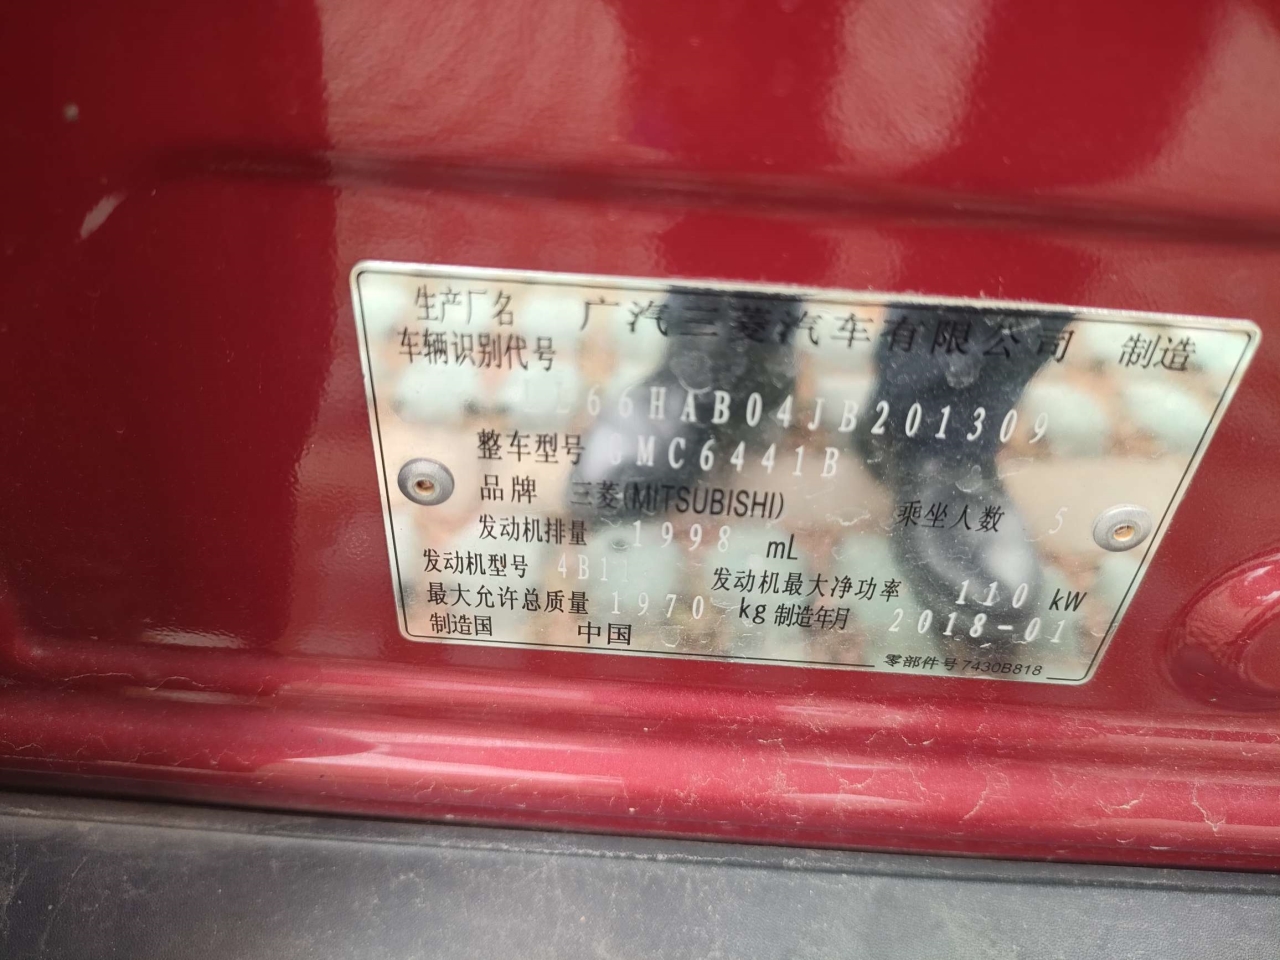 生产厂名 广汽三菱汽车有限公司 制造
车辆识别代号
LL66HAB04JB201309
整车型号 GMC6441B
品牌 三菱(MITSUBISHI) 乘坐人数 5
发动机排量 1998 mL
发动机型号 4B11 发动机最大净功率 110 kW
最大允许总质量 1970 kg 制造年月 2018-01
制造国 中国
零部件号 7430B818